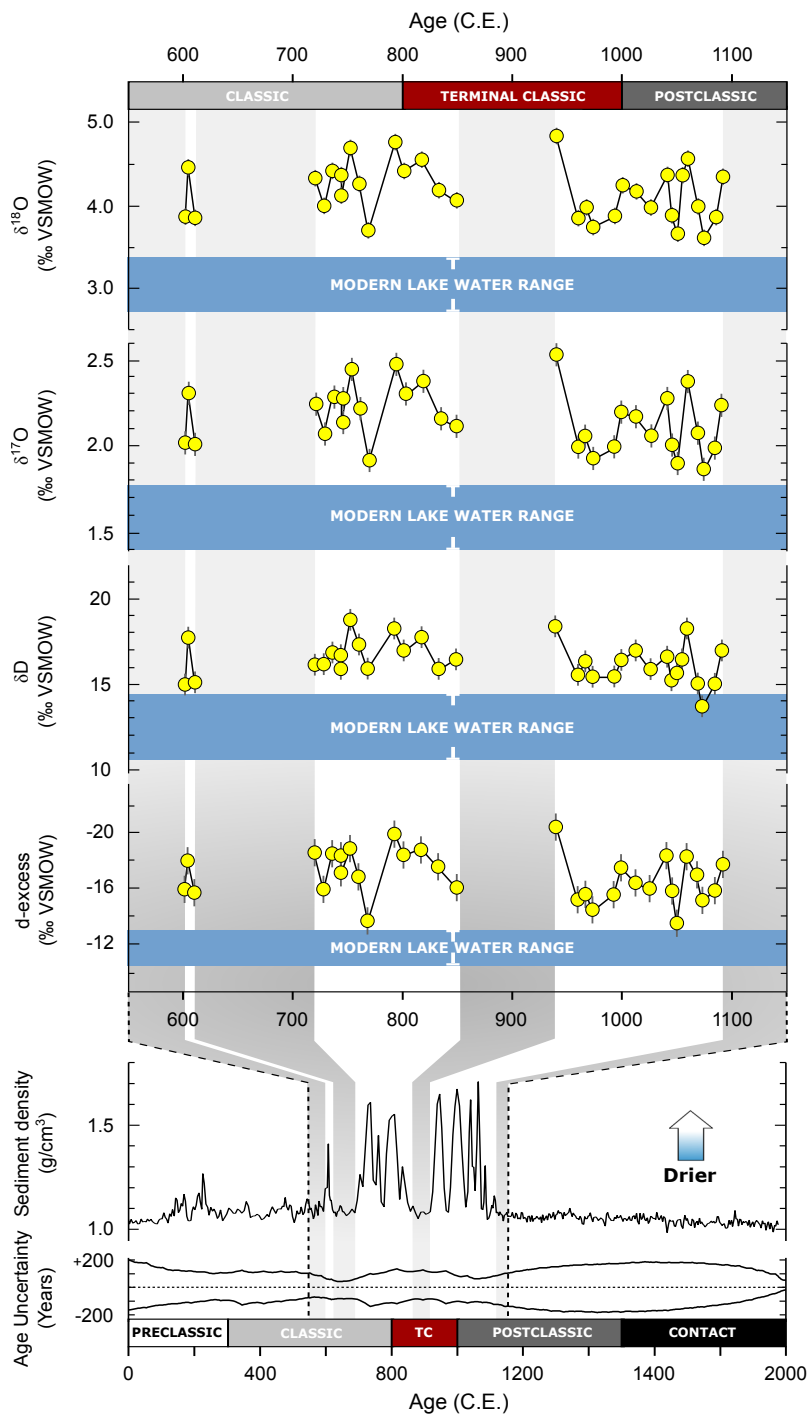 Age (C.E.)
600 700 800 900 1000 1100
CLASSIC TERMINAL CLASSIC POSTCLASSIC
δ18O
(‰ VSMOW)
5.0
4.0
3.0
MODERN LAKE WATER RANGE
δ17O
(‰ VSMOW)
2.5
2.0
1.5
MODERN LAKE WATER RANGE
δD
(‰ VSMOW)
20
15
10
MODERN LAKE WATER RANGE
d-excess
(‰ VSMOW)
-20
-16
-12
MODERN LAKE WATER RANGE
600 700 800 900 1000 1100
Sediment density
(g/cm3)
1.5
1.0
Drier
Age Uncertainty
(Years)
+200
-200
PRECLASSIC CLASSIC TC POSTCLASSIC CONTACT
0 400 800 1200 1600 2000
Age (C.E.)